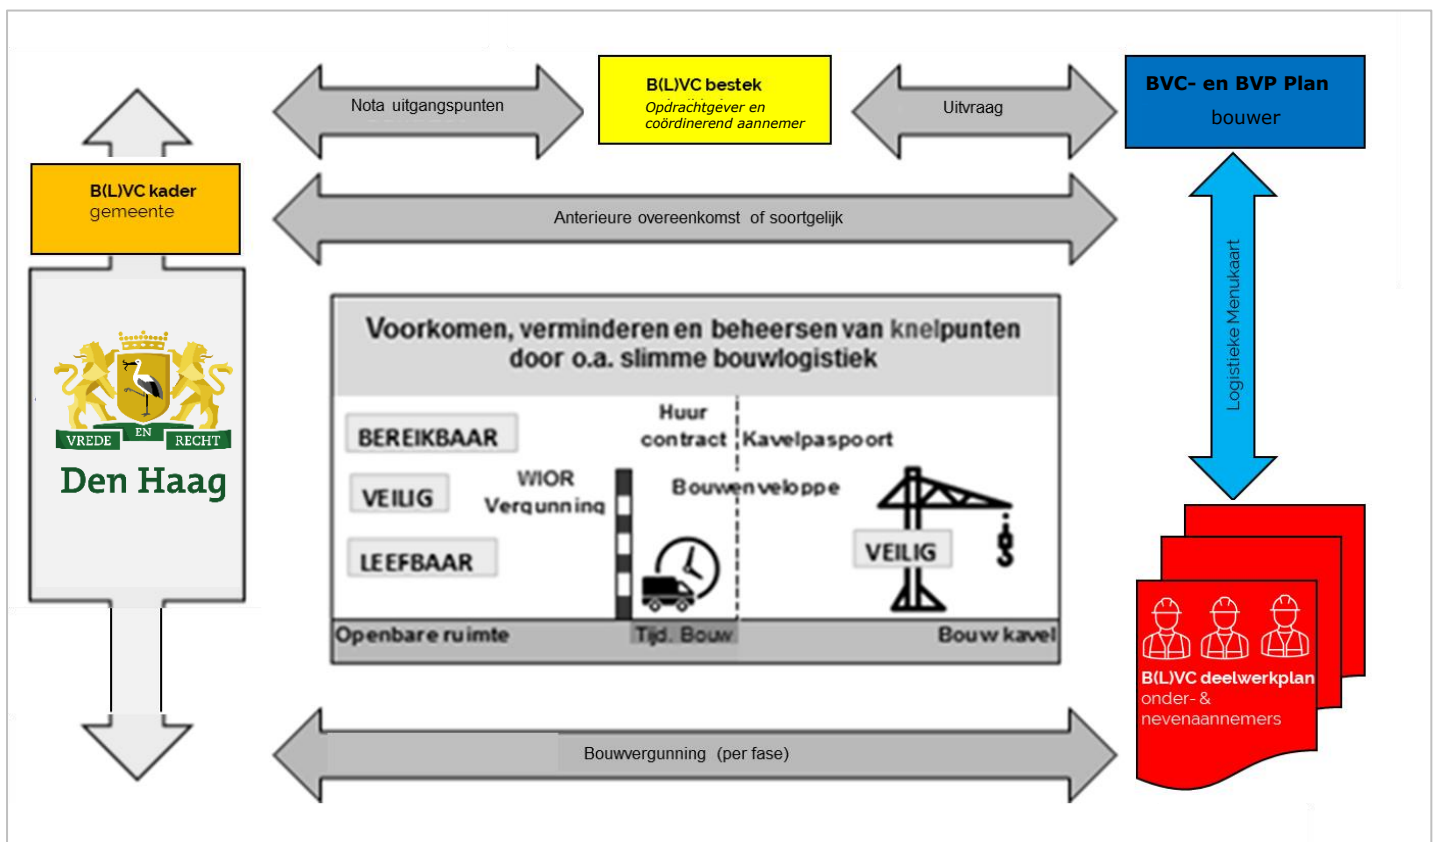 B(L)VC bestek
Opdrachtgever en
coördinerend aannemer
BVC- en BVP Plan
bouwer
Nota uitgangspunten
Uitvraag
B(L)VC kader
gemeente
Anterieure overeenkomst of soortgelijk
Logistieke Menukaart
VREDE EN RECHT
Den Haag
Voorkomen, verminderen en beheersen van knelpunten
door o.a. slimme bouwlogistiek
BEREIKBAAR
VEILIG
LEEFBAAR
WIOR
Vergunning
Huur
contract
Kavelpaspoort
Bouwenveloppe
VEILIG
Openbare ruimte
Tijd. Bouw
Bouw kavel
B(L)VC deelwerkplan
onder- &
nevenaannemers
Bouwvergunning (per fase)